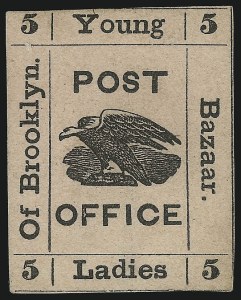 5 Young 5
POST
OFFICE
Of Brooklyn.
Bazaar.
5 Ladies 5